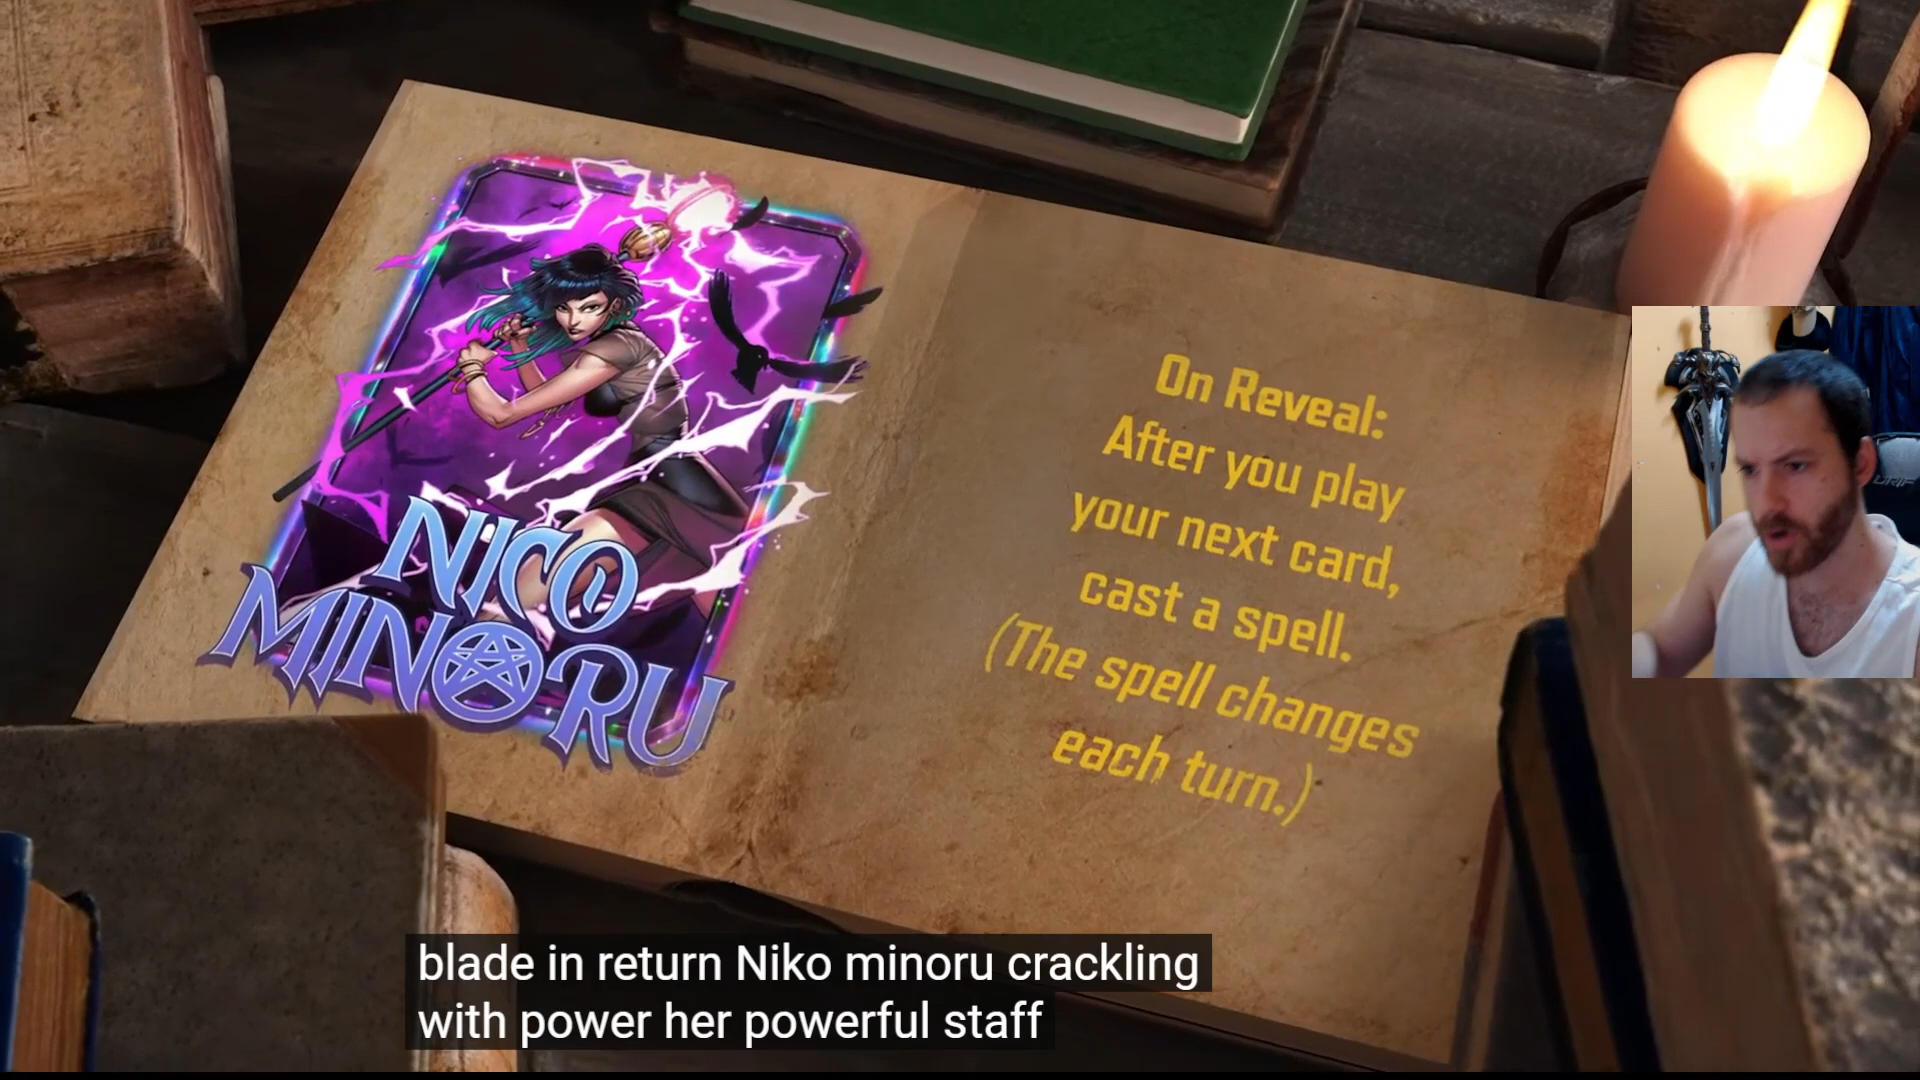 NICO
MINORU
On Reveal:
After you play
your next card,
cast a spell.
(The spell changes
each turn.)
blade in return Niko minoru crackling
with power her powerful staff